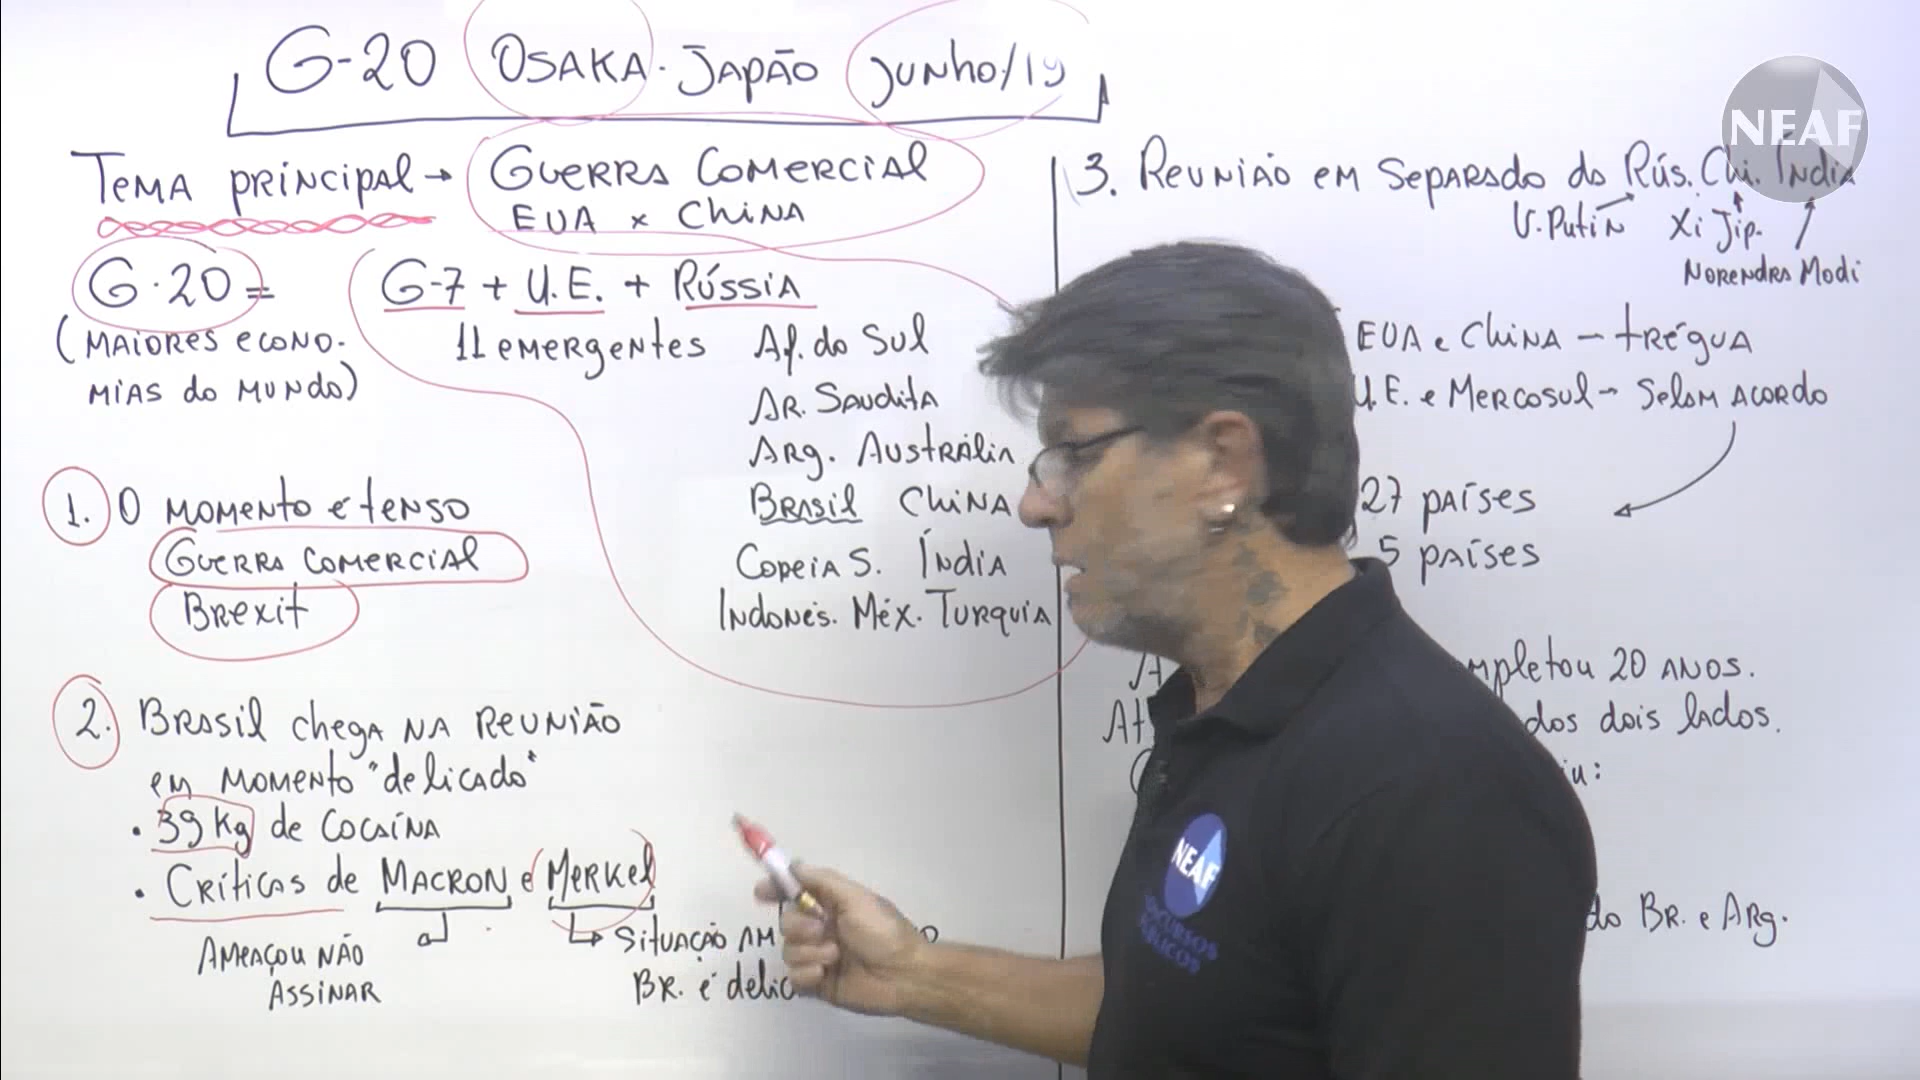 G-20 OSAKA. JAPÃO JUNHO/19
TEMA PRINCIPAL → GUERRA COMERCIAL
EUA x CHINA
G.20 = G-7 + U.E. + RÚSSIA
(MAIORES ECONO-
MIAS do MUNDO)
11 EMERGENTES Af. do Sul
AR. SAUDITA
ARG. AUSTRÁLIA
BRASIL CHINA
COREIA S. ÍNDIA
INDONÉS. MÉX. TURQUIA
1. O MOMENTO É TENSO
GUERRA COMERCIAL
BREXIT
2. BRASIL chega NA REUNIÃO
EM MOMENTO "delicado"
• 39 Kg de COCAÍNA
• CRÍTICAS de MACRON e MERKEL
AMEAÇOU NÃO
ASSINAR
SITUAÇÃO AM
BR. é delic
3. REUNIÃO EM SEPARADO da RÚS. Chi. ÍNDIA
V. PUTIN Xi Jip.
NORENDRA MODI
EUA e CHINA - TRÉGUA
U.E. e MERCOSUL - SELAM ACORDO
27 PAÍSES
5 PAÍSES
mpletou 20 ANOS.
dos dois lados.
iu:
do BR. e ARG.
NEAF
NEAF
CONCURSOS
PÚBLICOS